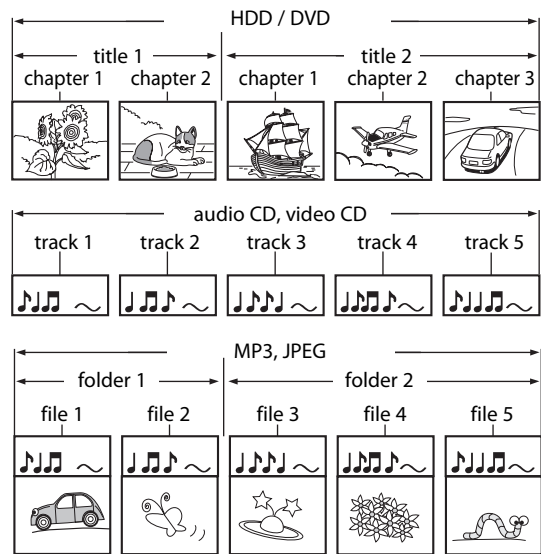 HDD / DVD
title 1 title 2
chapter 1 chapter 2 chapter 1 chapter 2 chapter 3
audio CD, video CD
track 1 track 2 track 3 track 4 track 5
MP3, JPEG
folder 1 folder 2
file 1 file 2 file 3 file 4 file 5